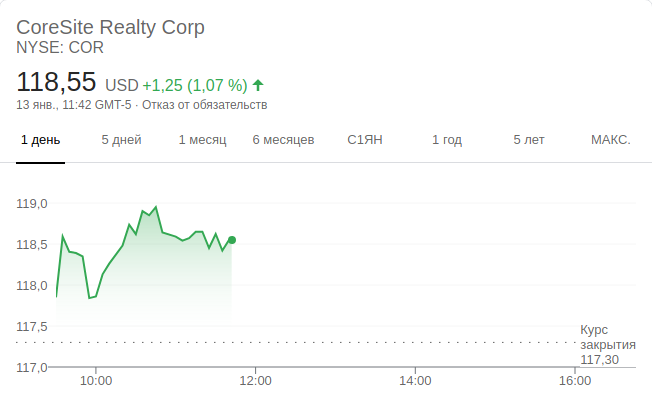 CoreSite Realty Corp
NYSE: COR
118,55 USD +1,25 (1,07 %)
13 янв., 11:42 GMT-5 · Отказ от обязательств
1 день 5 дней 1 месяц 6 месяцев С1ЯН 1 год 5 лет МАКС.
119,0
118,5
118,0
117,5
Курс
закрытия
117,30
117,0
10:00 12:00 14:00 16:00